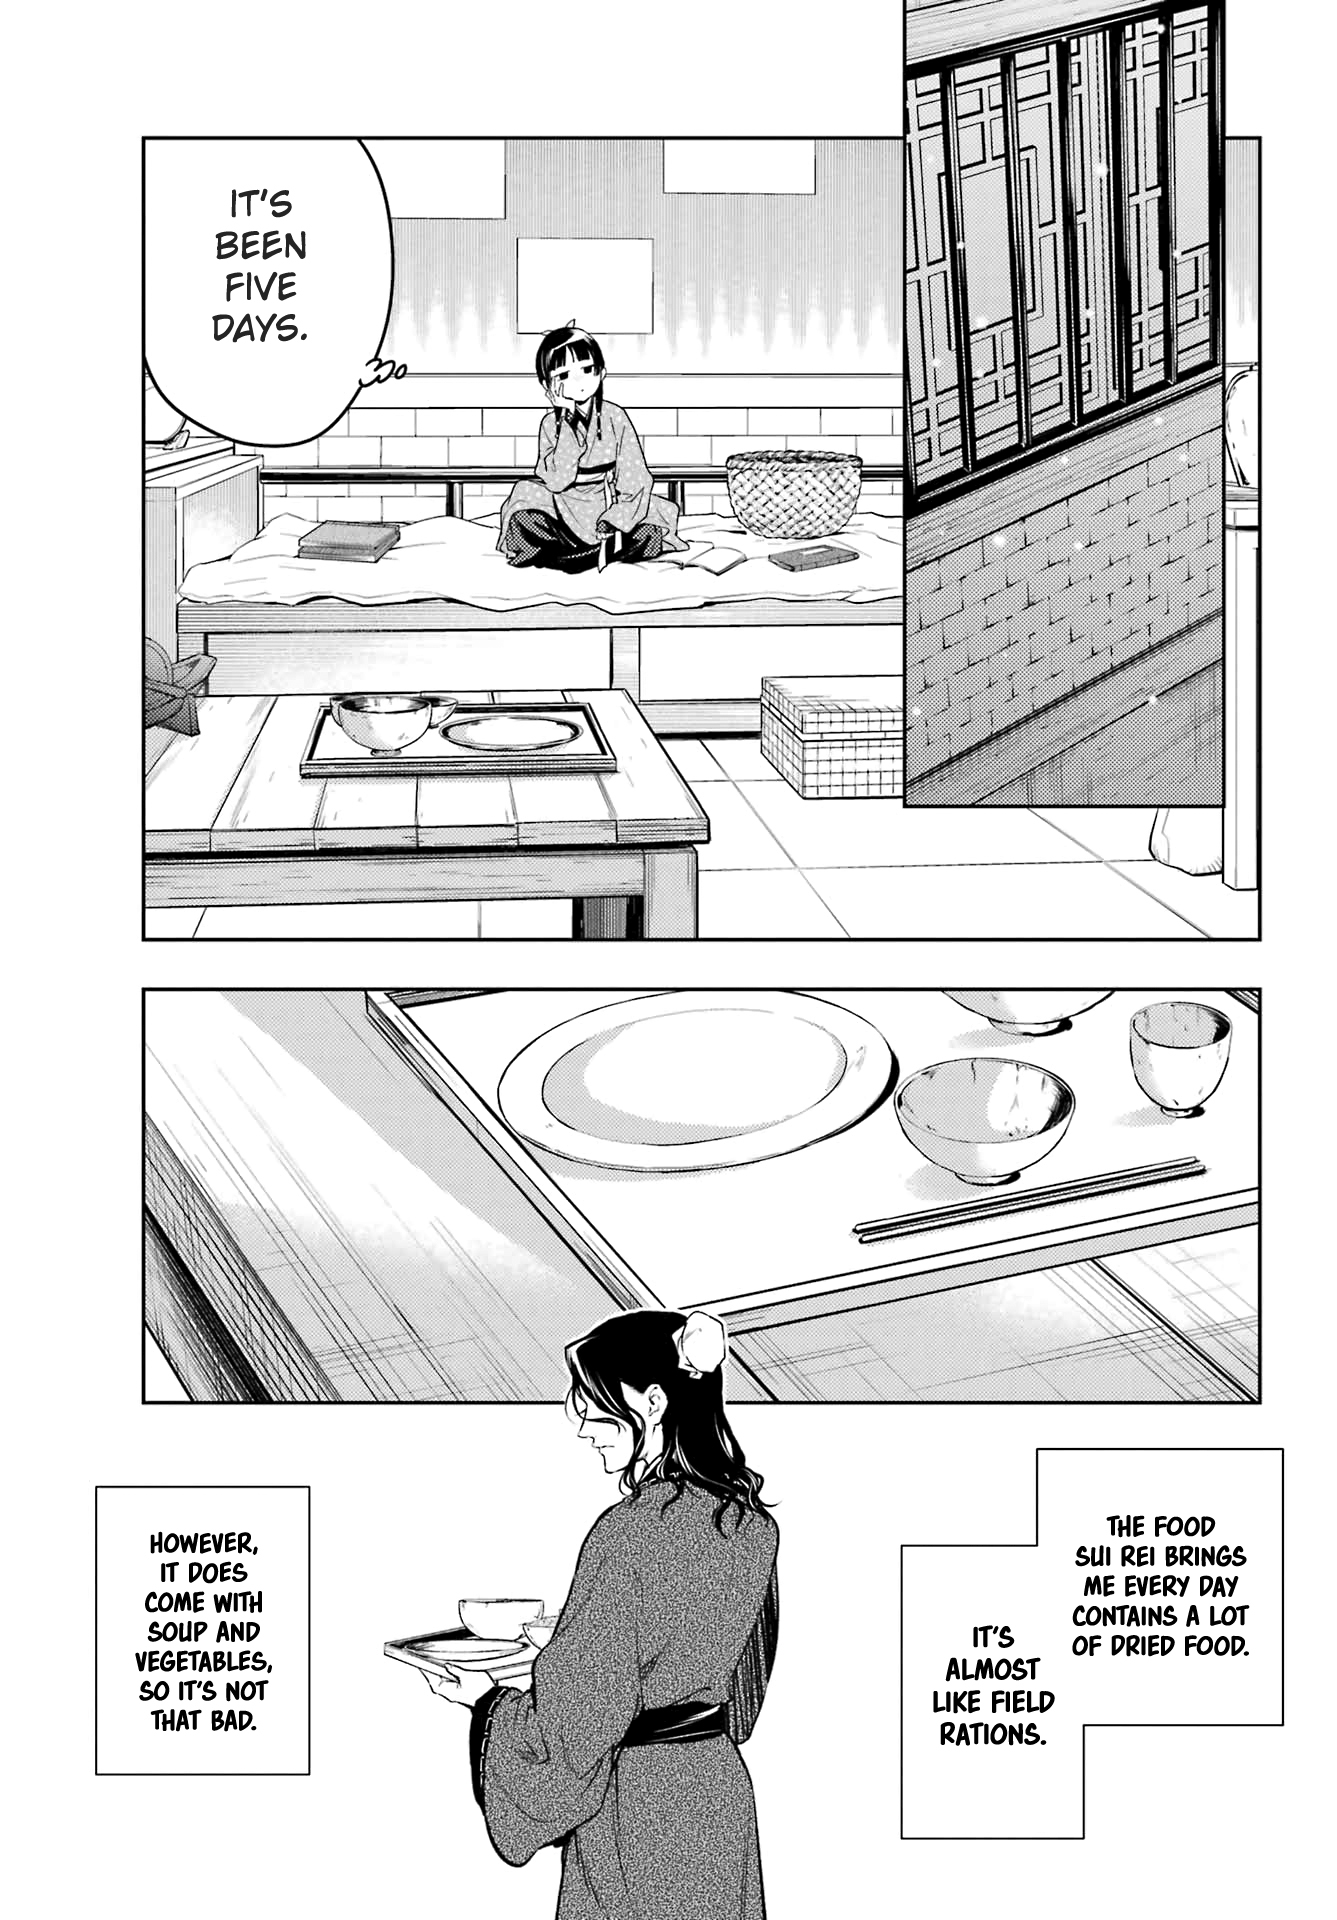 IT'S
BEEN
FIVE
DAYS.
THE FOOD
SUI REI BRINGS
ME EVERY DAY
CONTAINS A LOT
OF DRIED FOOD.
IT'S
ALMOST
LIKE FIELD
RATIONS.
HOWEVER,
IT DOES
COME WITH
SOUP AND
VEGETABLES,
SO IT'S NOT
THAT BAD.